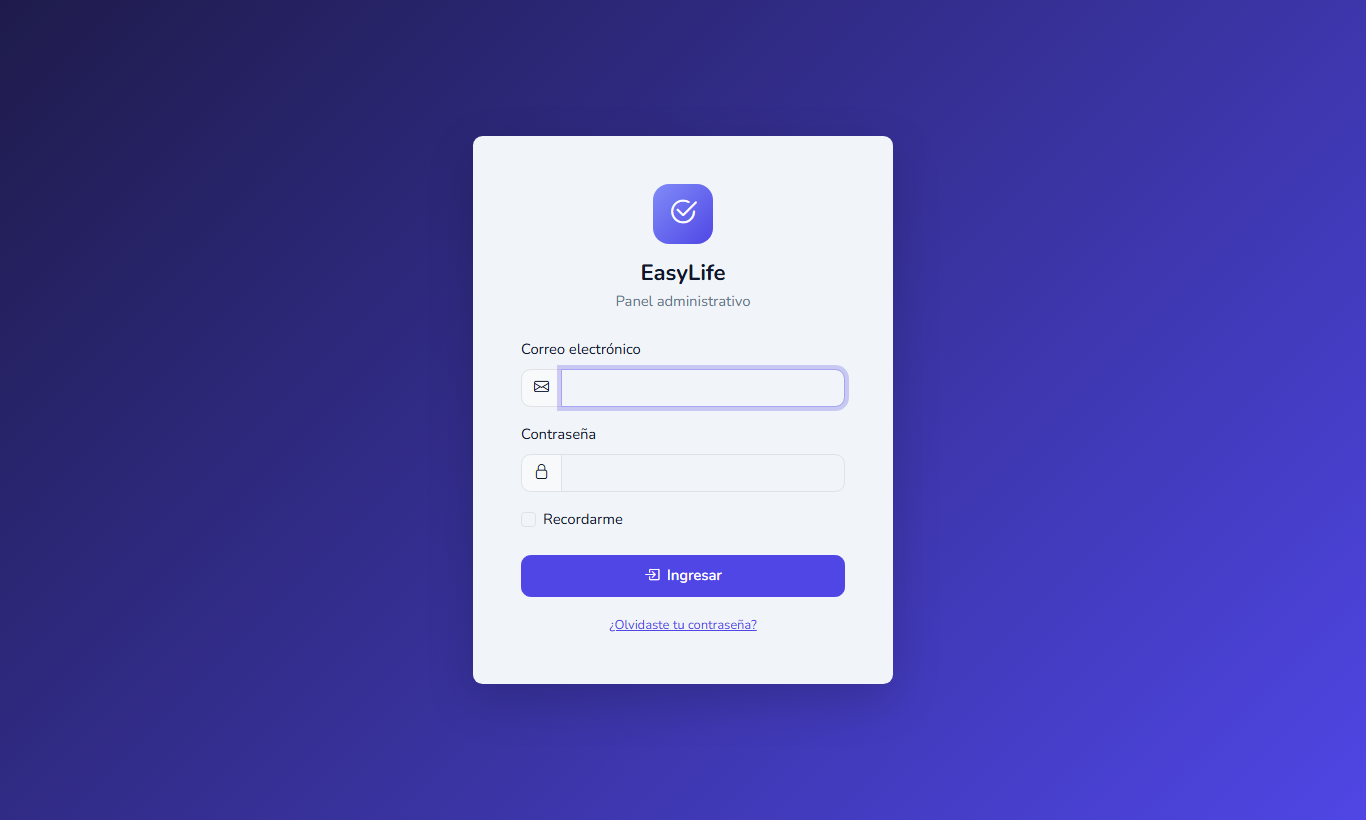 EasyLife
Panel administrativo
Correo electrónico
Contraseña
Recordarme
Ingresar
¿Olvidaste tu contraseña?